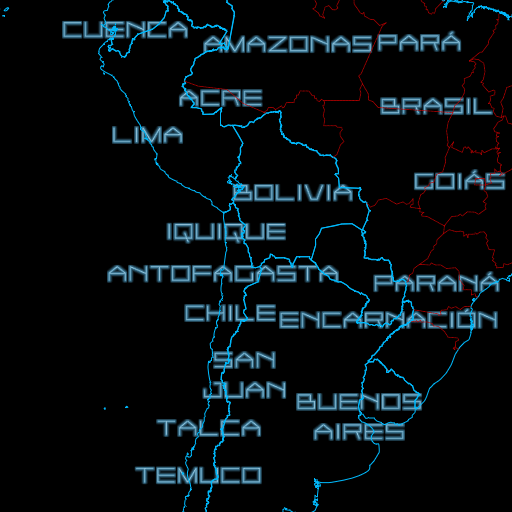 CUENCA
AMAZONAS
PARÁ
ACRE
BRASIL
LIMA
GOIÁS
BOLIVIA
IQUIQUE
ANTOFAGASTA
PARANÁ
CHILE
ENCARNACIÓN
SAN
JUAN
BUENOS
AIRES
TALCA
TEMUCO